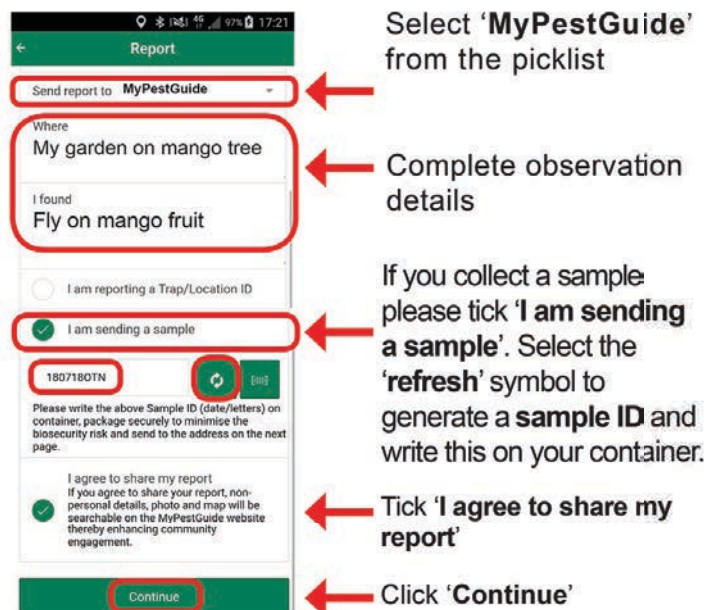 4G 97% 17:21
Report
Send report to MyPestGuide
Where
My garden on mango tree
I found
Fly on mango fruit
I am reporting a Trap/Location ID
I am sending a sample
180718OTN
Please write the above Sample ID (date/letters) on
container, package securely to minimise the
biosecurity risk and send to the address on the next
page.
I agree to share my report
If you agree to share your report, non-
personal details, photo and map will be
searchable on the MyPestGuide website
thereby enhancing community
engagement.
Continue
Select ‘MyPestGuide’
from the picklist
Complete observation
details
If you collect a sample
please tick ‘I am sending
a sample’. Select the
‘refresh’ symbol to
generate a sample ID and
write this on your container.
Tick ‘I agree to share my
report’
Click ‘Continue’